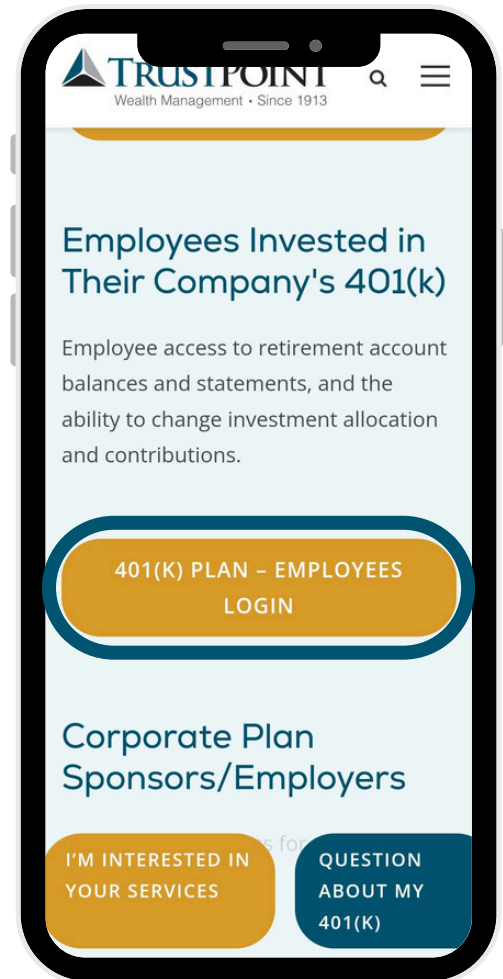 TRUSTPOINT
Wealth Management • Since 1913
Employees Invested in
Their Company's 401(k)
Employee access to retirement account
balances and statements, and the
ability to change investment allocation
and contributions.
401(K) PLAN – EMPLOYEES
LOGIN
Corporate Plan
Sponsors/Employers
I'M INTERESTED IN
YOUR SERVICES
QUESTION
ABOUT MY
401(K)